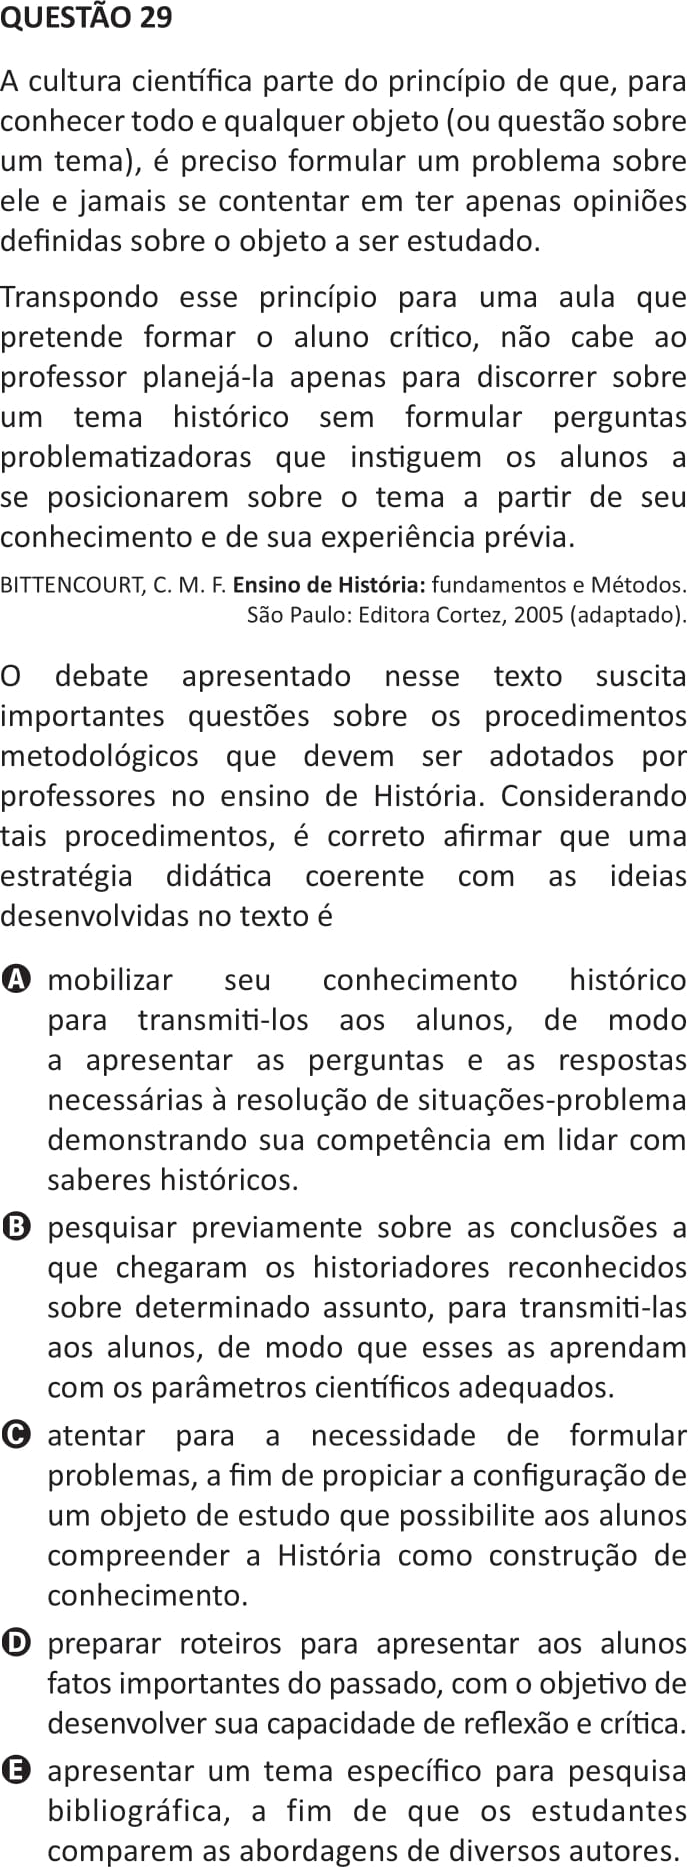 QUESTÃO 29
A cultura científica parte do princípio de que, para
conhecer todo e qualquer objeto (ou questão sobre
um tema), é preciso formular um problema sobre
ele e jamais se contentar em ter apenas opiniões
definidas sobre o objeto a ser estudado.
Transpondo esse princípio para uma aula que
pretende formar o aluno crítico, não cabe ao
professor planejá-la apenas para discorrer sobre
um tema histórico sem formular perguntas
problematizadoras que instiguem os alunos a
se posicionarem sobre o tema a partir de seu
conhecimento e de sua experiência prévia.
BITTENCOURT, C. M. F. Ensino de História: fundamentos e Métodos.
São Paulo: Editora Cortez, 2005 (adaptado).
O debate apresentado nesse texto suscita
importantes questões sobre os procedimentos
metodológicos que devem ser adotados por
professores no ensino de História. Considerando
tais procedimentos, é correto afirmar que uma
estratégia didática coerente com as ideias
desenvolvidas no texto é
A mobilizar seu conhecimento histórico
para transmiti-los aos alunos, de modo
a apresentar as perguntas e as respostas
necessárias à resolução de situações-problema
demonstrando sua competência em lidar com
saberes históricos.
B pesquisar previamente sobre as conclusões a
que chegaram os historiadores reconhecidos
sobre determinado assunto, para transmiti-las
aos alunos, de modo que esses as aprendam
com os parâmetros científicos adequados.
C atentar para a necessidade de formular
problemas, a fim de propiciar a configuração de
um objeto de estudo que possibilite aos alunos
compreender a História como construção de
conhecimento.
D preparar roteiros para apresentar aos alunos
fatos importantes do passado, com o objetivo de
desenvolver sua capacidade de reflexão e crítica.
E apresentar um tema específico para pesquisa
bibliográfica, a fim de que os estudantes
comparem as abordagens de diversos autores.